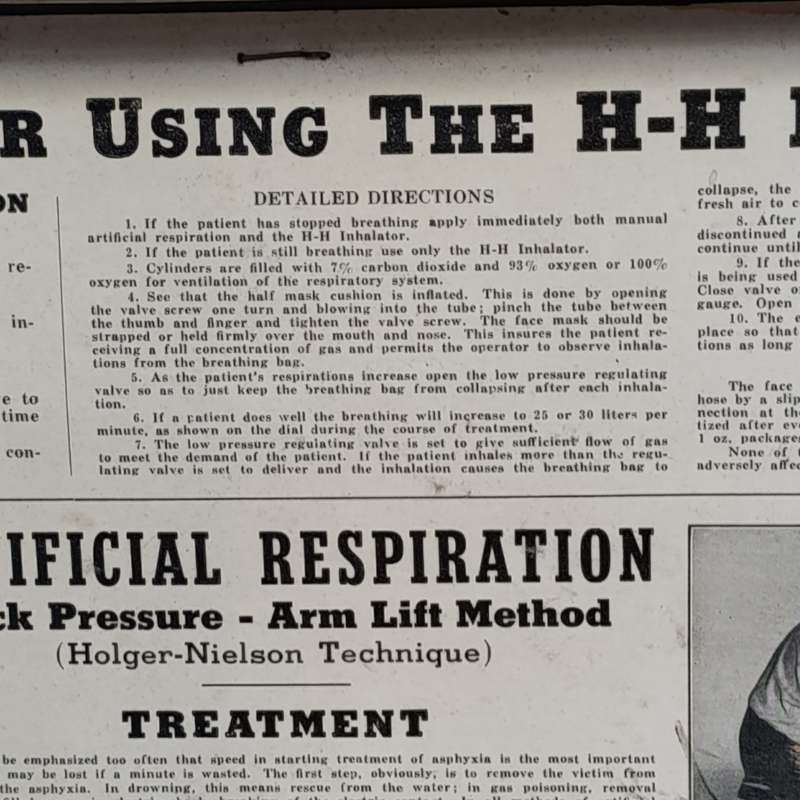 R USING THE H-H
ON
re-
in-
e to
time
con-
DETAILED DIRECTIONS
1. If the patient has stopped breathing apply immediately both manual
artificial respiration and the H-H Inhalator.
2. If the patient is still breathing use only the H-H Inhalator.
3. Cylinders are filled with 7% carbon dioxide and 93% oxygen or 100%
oxygen for ventilation of the respiratory system.
4. See that the half mask cushion is inflated. This is done by opening
the valve screw one turn and blowing into the tube; pinch the tube between
the thumb and finger and tighten the valve screw. The face mask should be
strapped or held firmly over the mouth and nose. This insures the patient re-
ceiving a full concentration of gas and permits the operator to observe inhala-
tions from the breathing bag.
5. As the patient's respirations increase open the low pressure regulating
valve so as to just keep the breathing bag from collapsing after each inhala-
tion.
6. If a patient does well the breathing will increase to 25 or 30 liters per
minute, as shown on the dial during the course of treatment.
7. The low pressure regulating valve is set to give sufficient flow of gas
to meet the demand of the patient. If the patient inhales more than the regu-
lating valve is set to deliver and the inhalation causes the breathing bag to
collapse, the
fresh air to c
8. After
discontinued
continue until
9. If the
is being used
Close valve o
gauge. Open
10. The e
place so that
tions as long
The face
hose by a slip
nection at the
tized after eve
1 oz. package
None of t
adversely affec
IFICIAL RESPIRATION
ck Pressure - Arm Lift Method
(Holger-Nielson Technique)
TREATMENT
be emphasized too often that speed in starting treatment of asphyxia is the most important
may be lost if a minute is wasted. The first step, obviously, is to remove the victim from
the asphyxia. In drowning, this means rescue from the water; in gas poisoning, removal